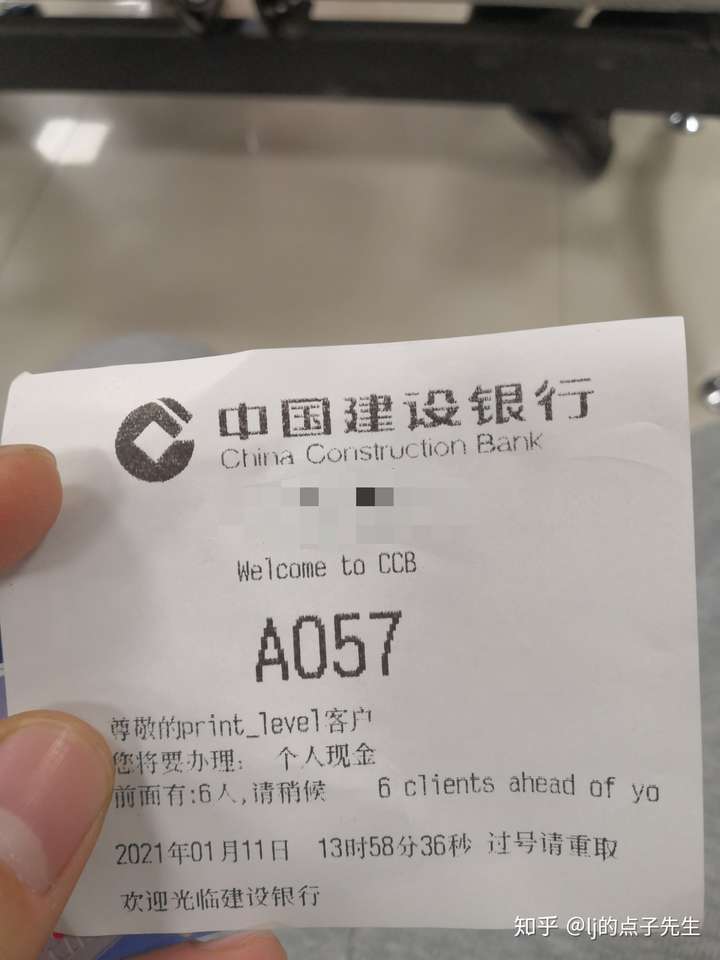 中国建设银行
China Construction Bank
Welcome to CCB
A057
尊敬的print_level客户
您将要办理: 个人现金
前面有:6人,请稍候 6 clients ahead of yo
2021年01月11日 13时58分36秒 过号请重取
欢迎光临建设银行
知乎 @lj的点子先生